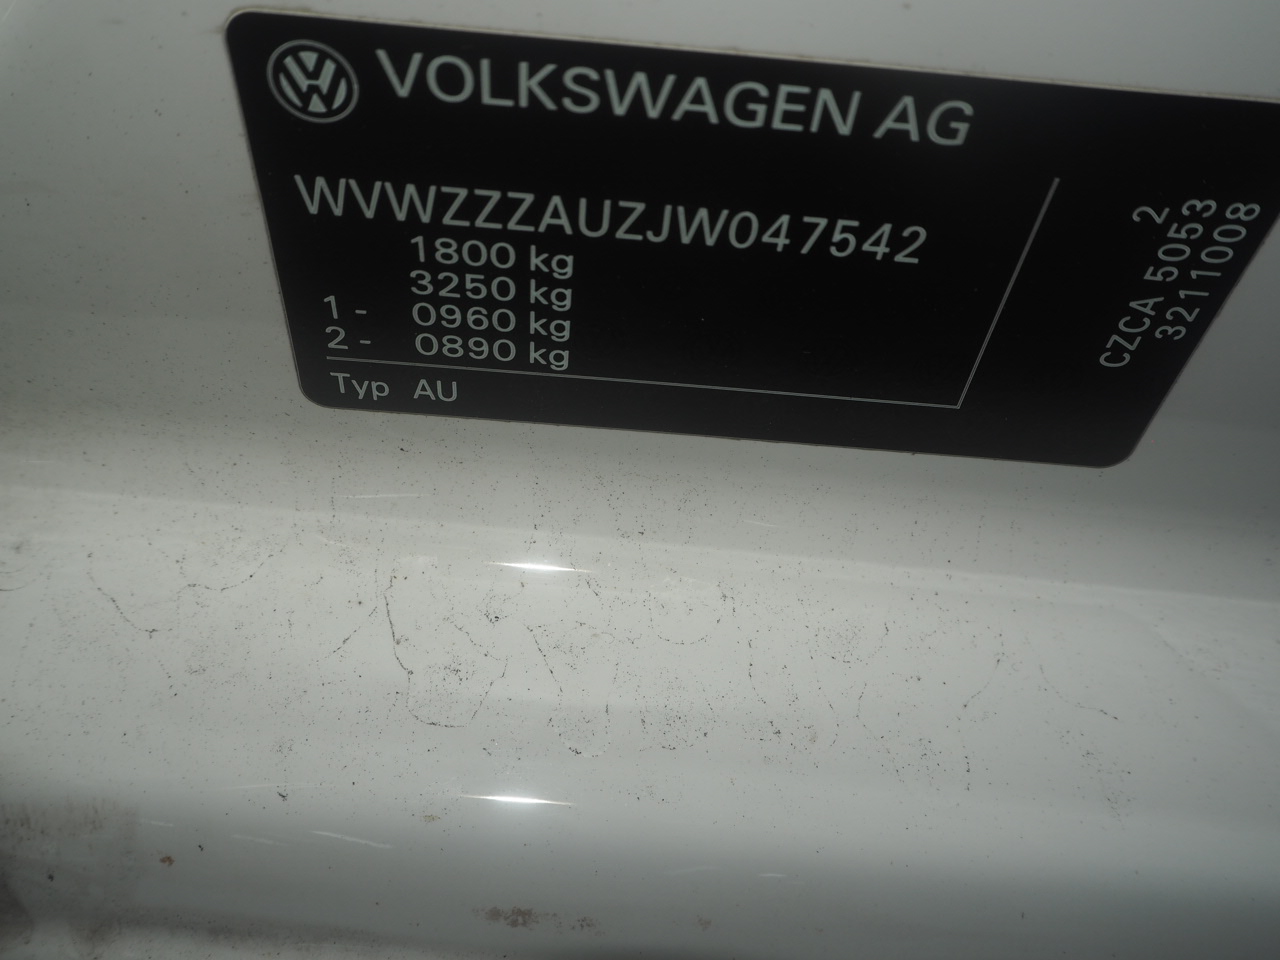 VOLKSWAGEN AG
WVWZZZAUZJW047542
1800 kg
3250 kg
1 - 0960 kg
2 - 0890 kg
Typ AU
2
CZCA 5053
3211008